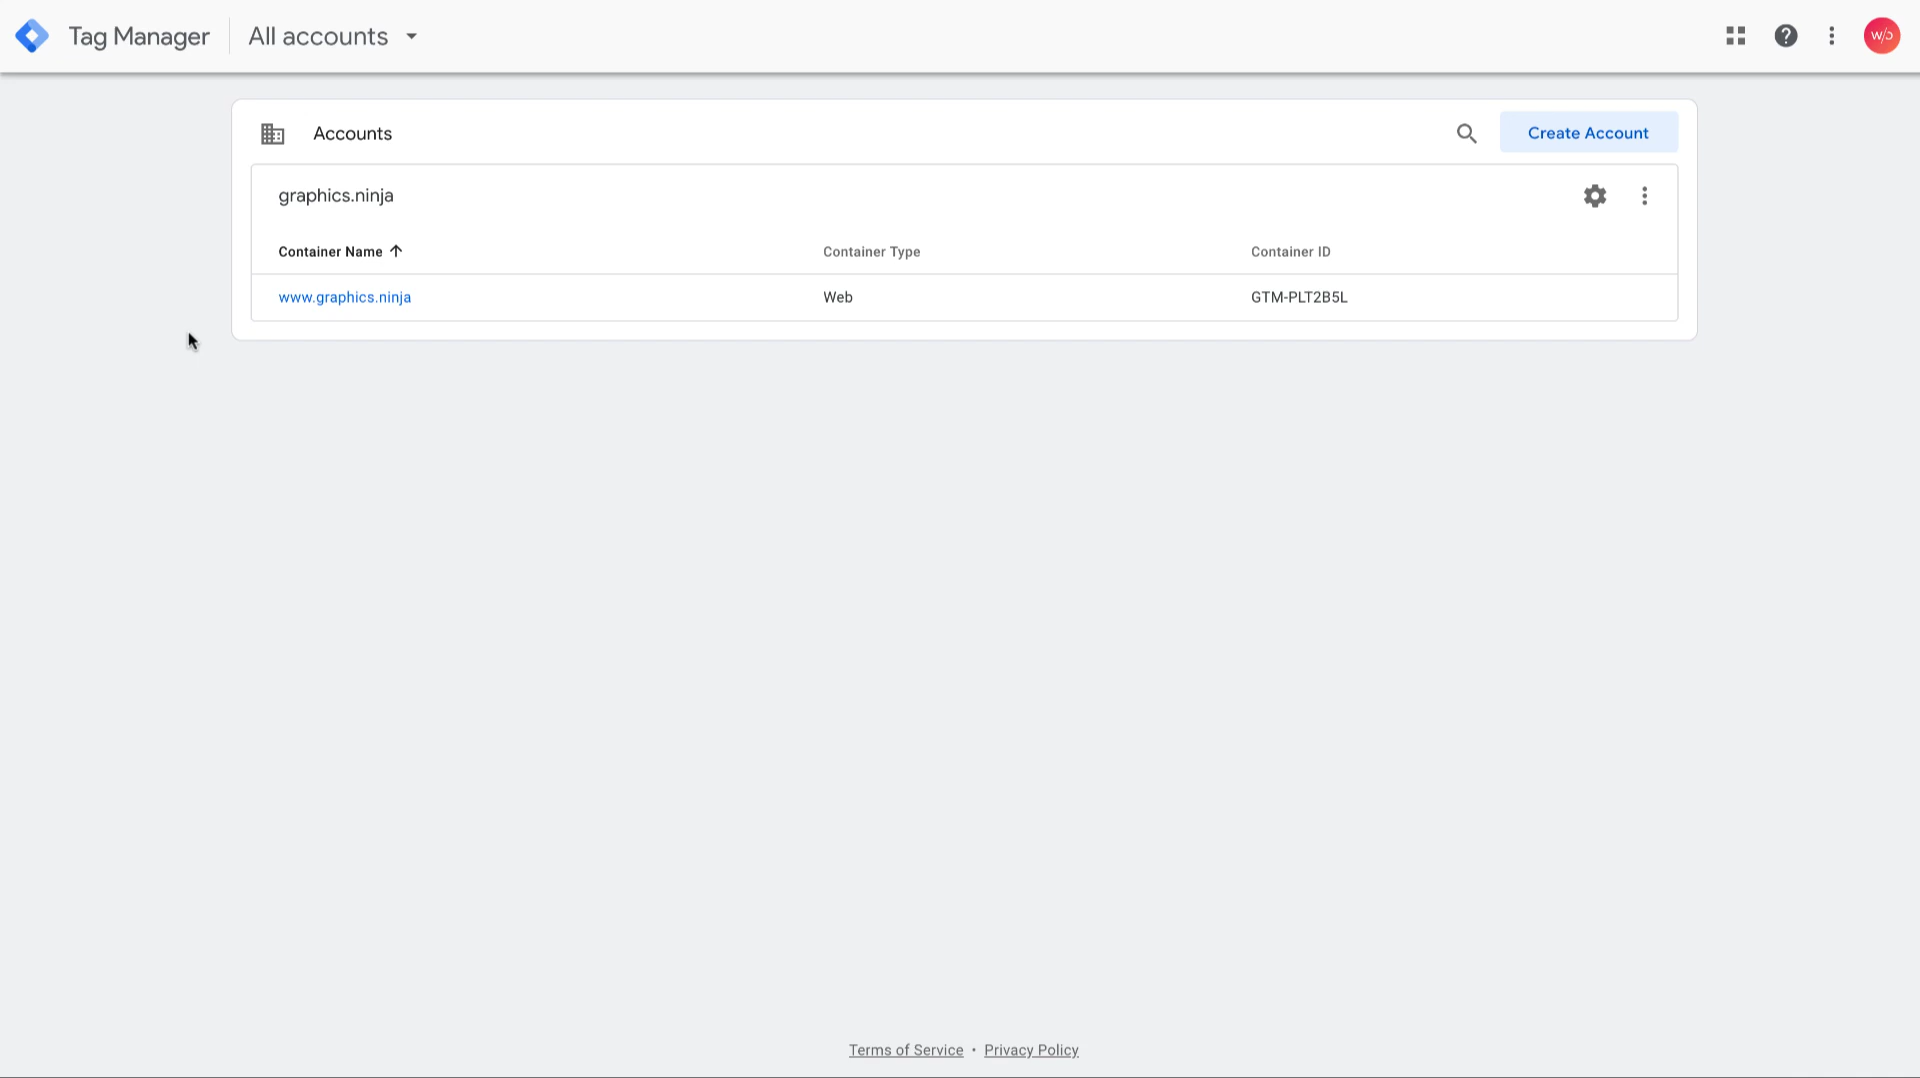 Tag Manager
All accounts
Accounts
Create Account
graphics.ninja
Container Name
Container Type
Container ID
www.graphics.ninja
Web
GTM-PLT2B5L
Terms of Service • Privacy Policy